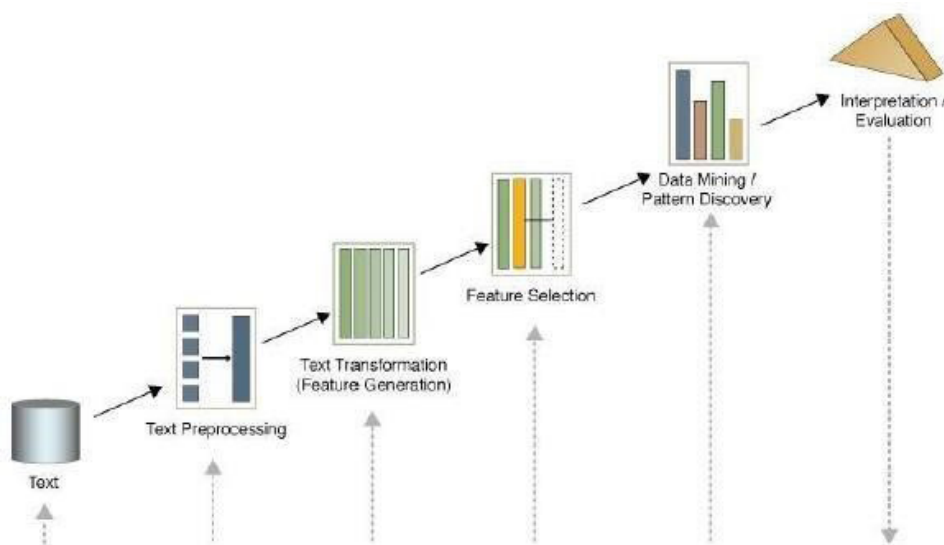 Text
Text Preprocessing
Text Transformation
(Feature Generation)
Feature Selection
Data Mining /
Pattern Discovery
Interpretation /
Evaluation